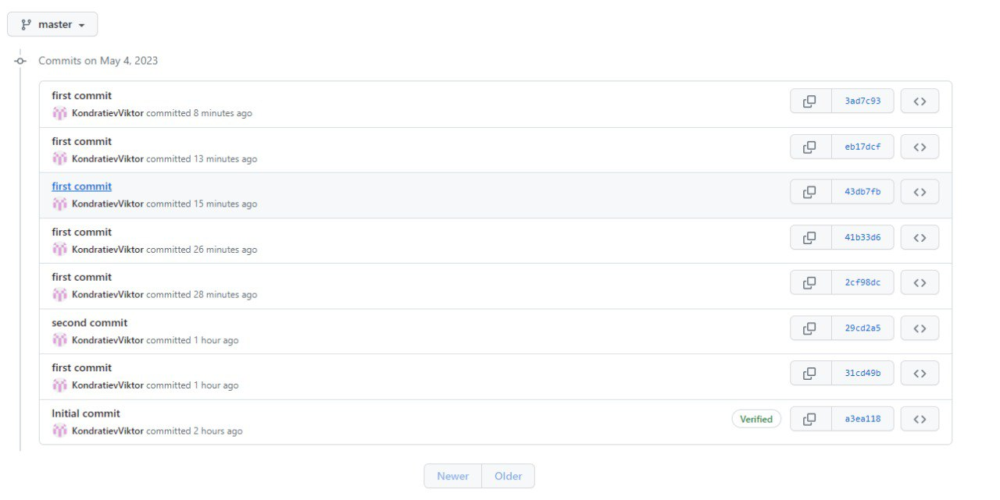 master
Commits on May 4, 2023
first commit
KondratievViktor committed 8 minutes ago
3ad7c93
first commit
KondratievViktor committed 13 minutes ago
eb17dcf
first commit
KondratievViktor committed 15 minutes ago
43db7fb
first commit
KondratievViktor committed 26 minutes ago
41b33d6
first commit
KondratievViktor committed 28 minutes ago
2cf98dc
second commit
KondratievViktor committed 1 hour ago
29cd2a5
first commit
KondratievViktor committed 1 hour ago
31cd49b
Initial commit
KondratievViktor committed 2 hours ago
Verified
a3ea118
Newer
Older